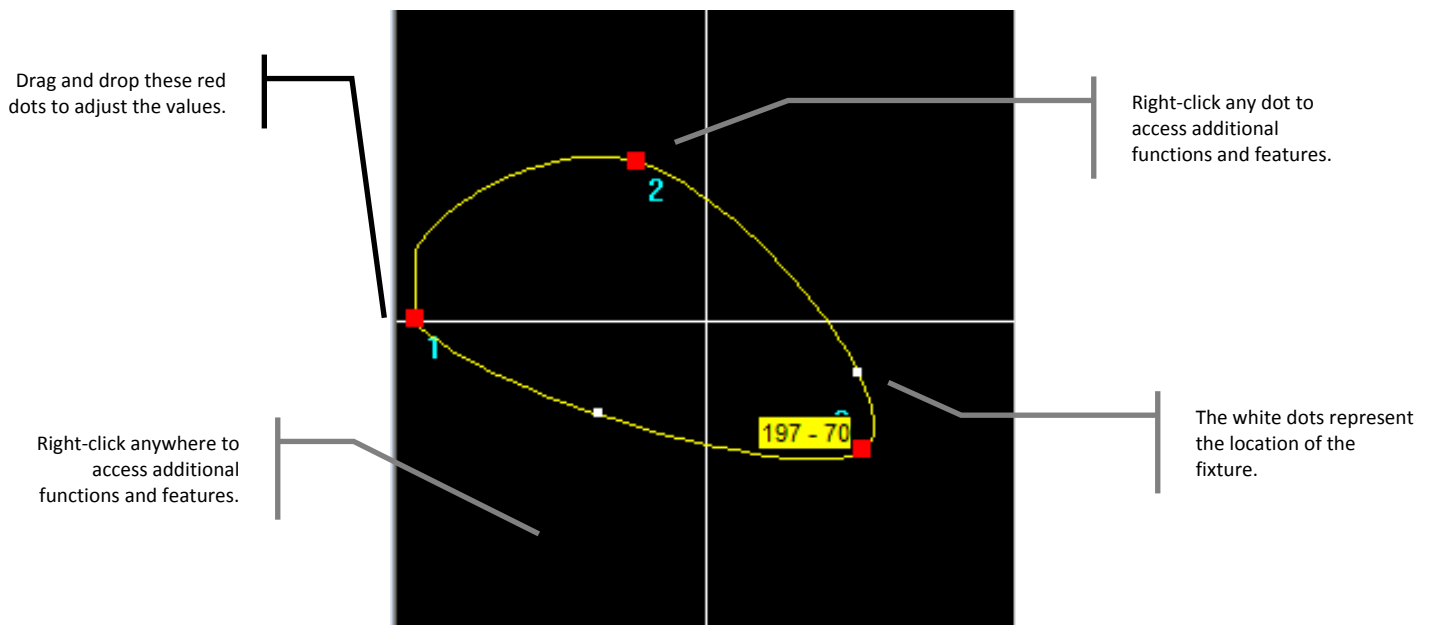 Drag and drop these red
dots to adjust the values.
Right-click any dot to
access additional
functions and features.
2
1
197 - 70
The white dots represent
the location of the
fixture.
Right-click anywhere to
access additional
functions and features.